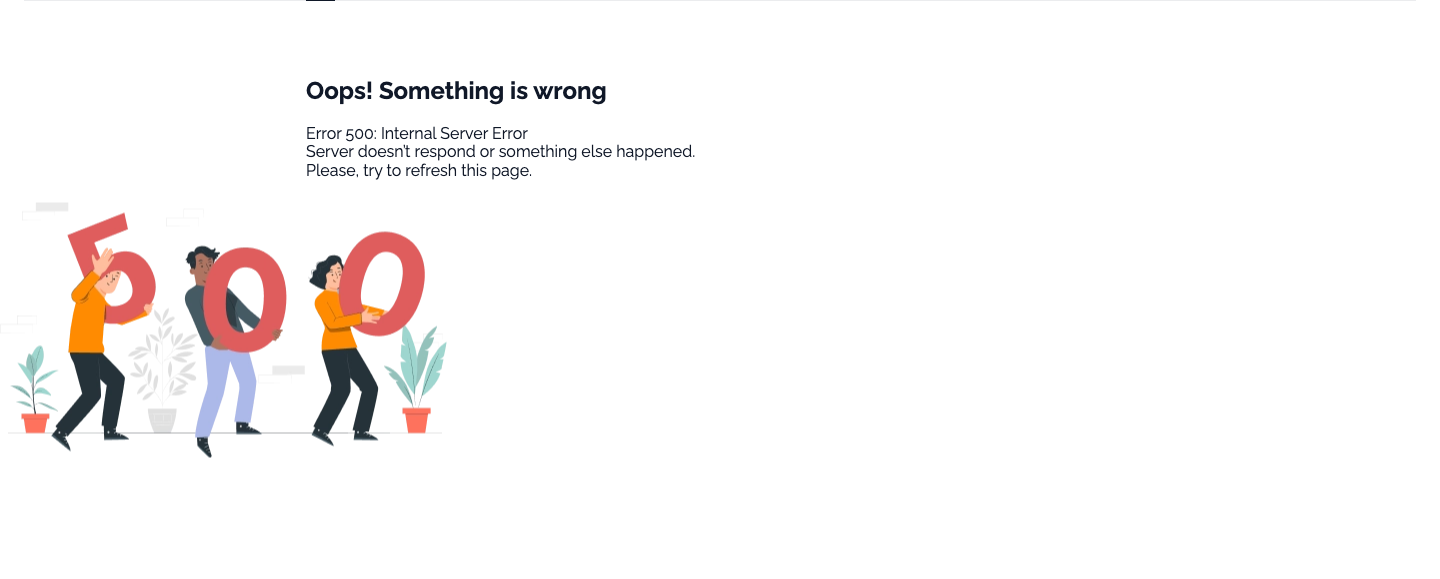 Oops! Something is wrong
Error 500: Internal Server Error
Server doesn't respond or something else happened.
Please, try to refresh this page.
500